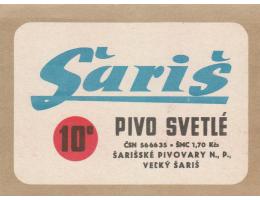 Šariš
10°
PIVO SVETLÉ
ČSN 566635 • ŠMC 1,70 Kčs
ŠARIŠSKÉ PIVOVARY N., P.,
VEĽKÝ ŠARIŠ